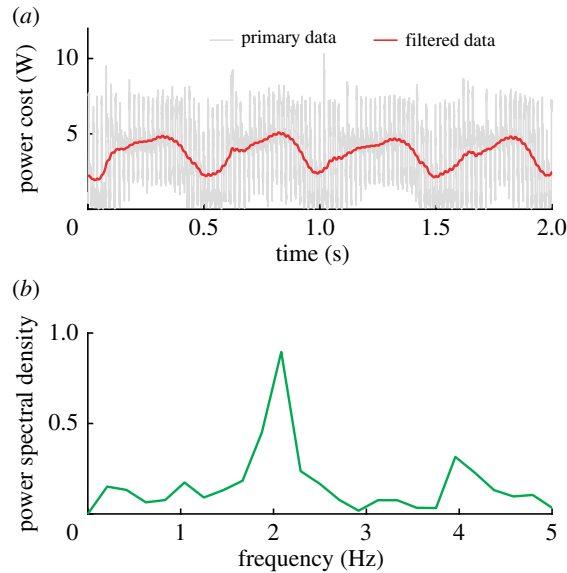 (a)
primary data
filtered data
power cost (W)
10
5
0
0.5
1.0
1.5
2.0
time (s)
(b)
power spectral density
1.0
0.5
0
0
1
2
3
4
5
frequency (Hz)